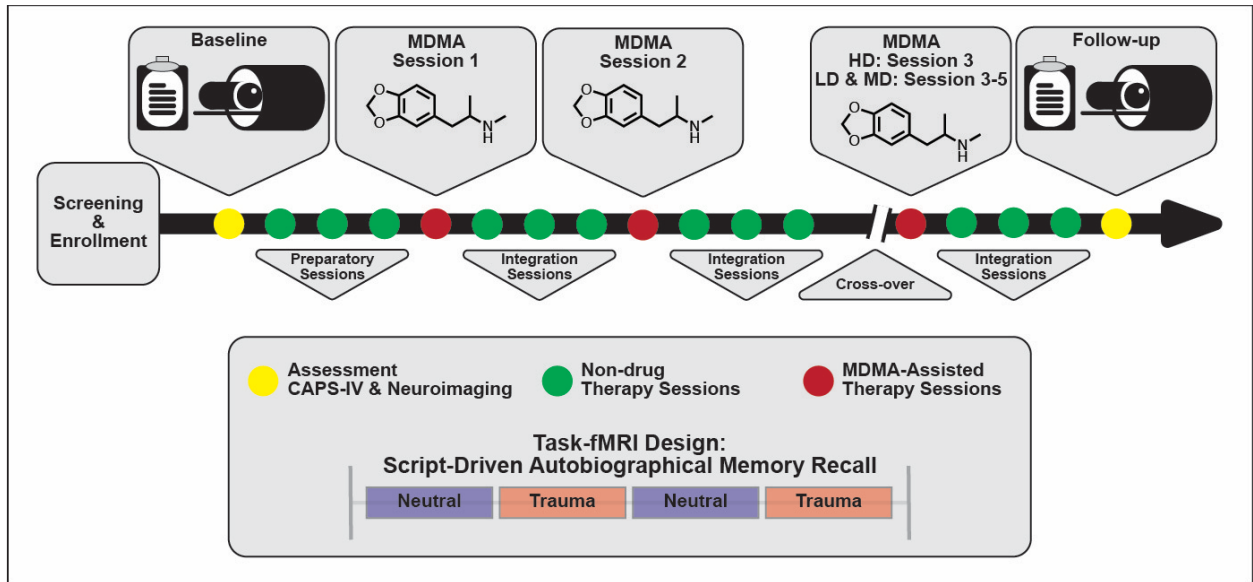 Baseline
MDMA
Session 1
MDMA
Session 2
MDMA
HD: Session 3
LD & MD: Session 3-5
Follow-up
O
O
N
H
O
O
N
H
O
O
N
H
Screening
&
Enrollment
Preparatory
Sessions
Integration
Sessions
Integration
Sessions
Cross-over
Integration
Sessions
Assessment
CAPS-IV & Neuroimaging
Non-drug
Therapy Sessions
MDMA-Assisted
Therapy Sessions
Task-fMRI Design:
Script-Driven Autobiographical Memory Recall
Neutral
Trauma
Neutral
Trauma